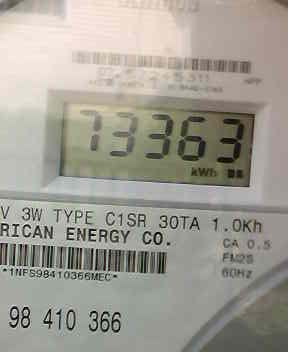 73363
kWh
V 3W TYPE C1SR 30TA 1.0Kh
RICAN ENERGY CO.
CA 0.5
FM2S
60Hz
*1NFS98410366MEC*
98 410 366